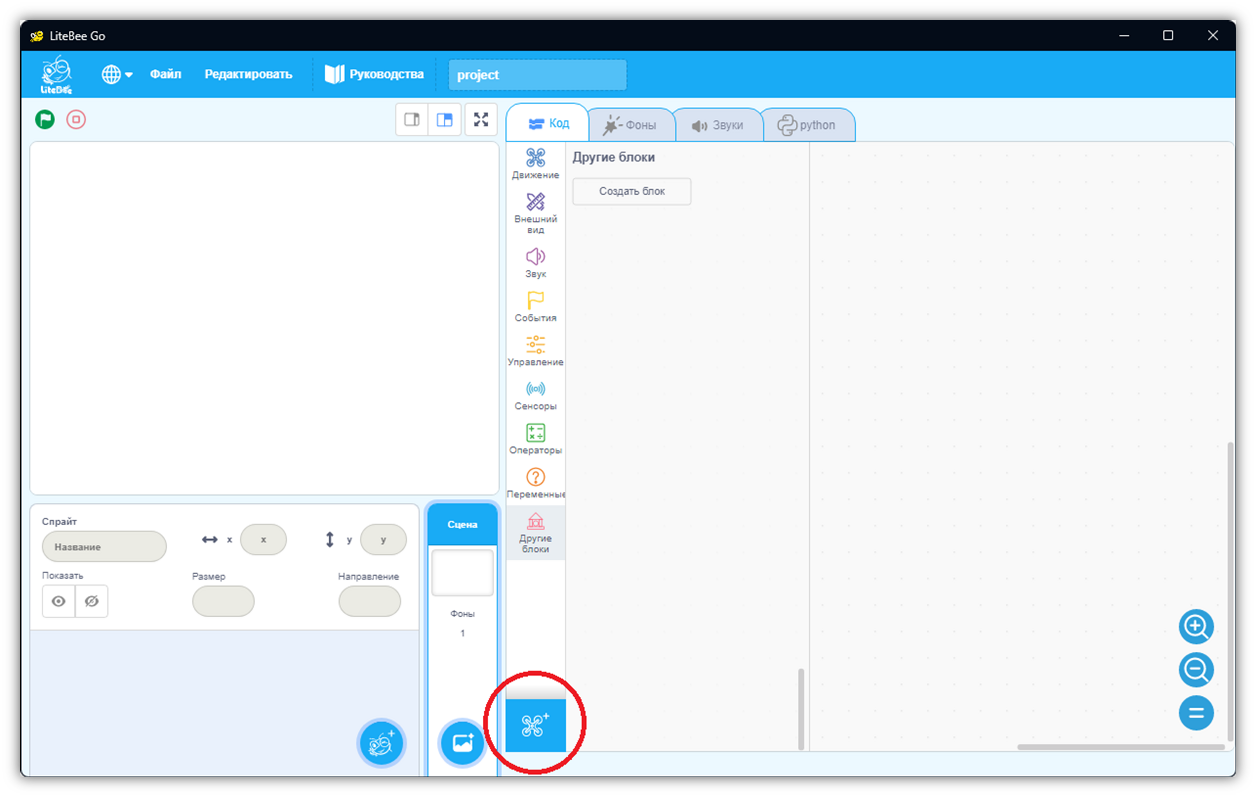 LiteBee Go
LiteBee
Файл
Редактировать
Руководства
project
Код
Фоны
Звуки
python
Движение
Внешний
вид
Звук
События
Управление
Сенсоры
Операторы
Переменные
Другие
блоки
Другие блоки
Создать блок
Спрайт
Название
x
x
y
y
Показать
Размер
Направление
Сцена
Фоны
1